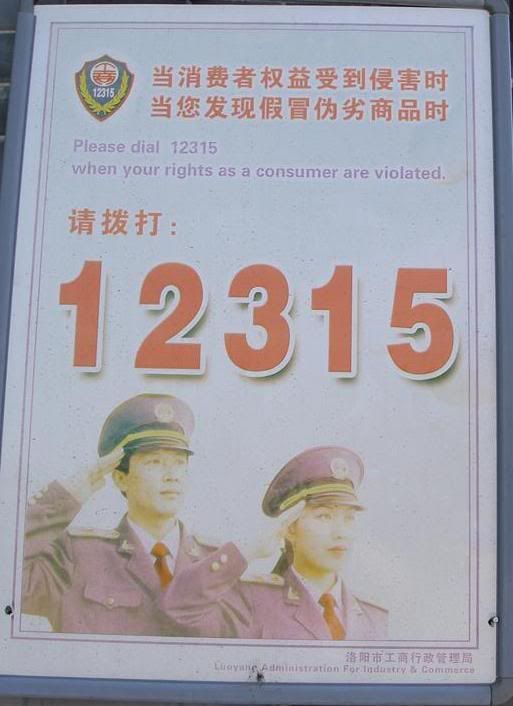 12315
当消费者权益受到侵害时
当您发现假冒伪劣商品时
Please dial 12315
when your rights as a consumer are violated.
请拨打：
12315
洛阳市工商行政管理局
Luoyang Administration For Industry & Commerce